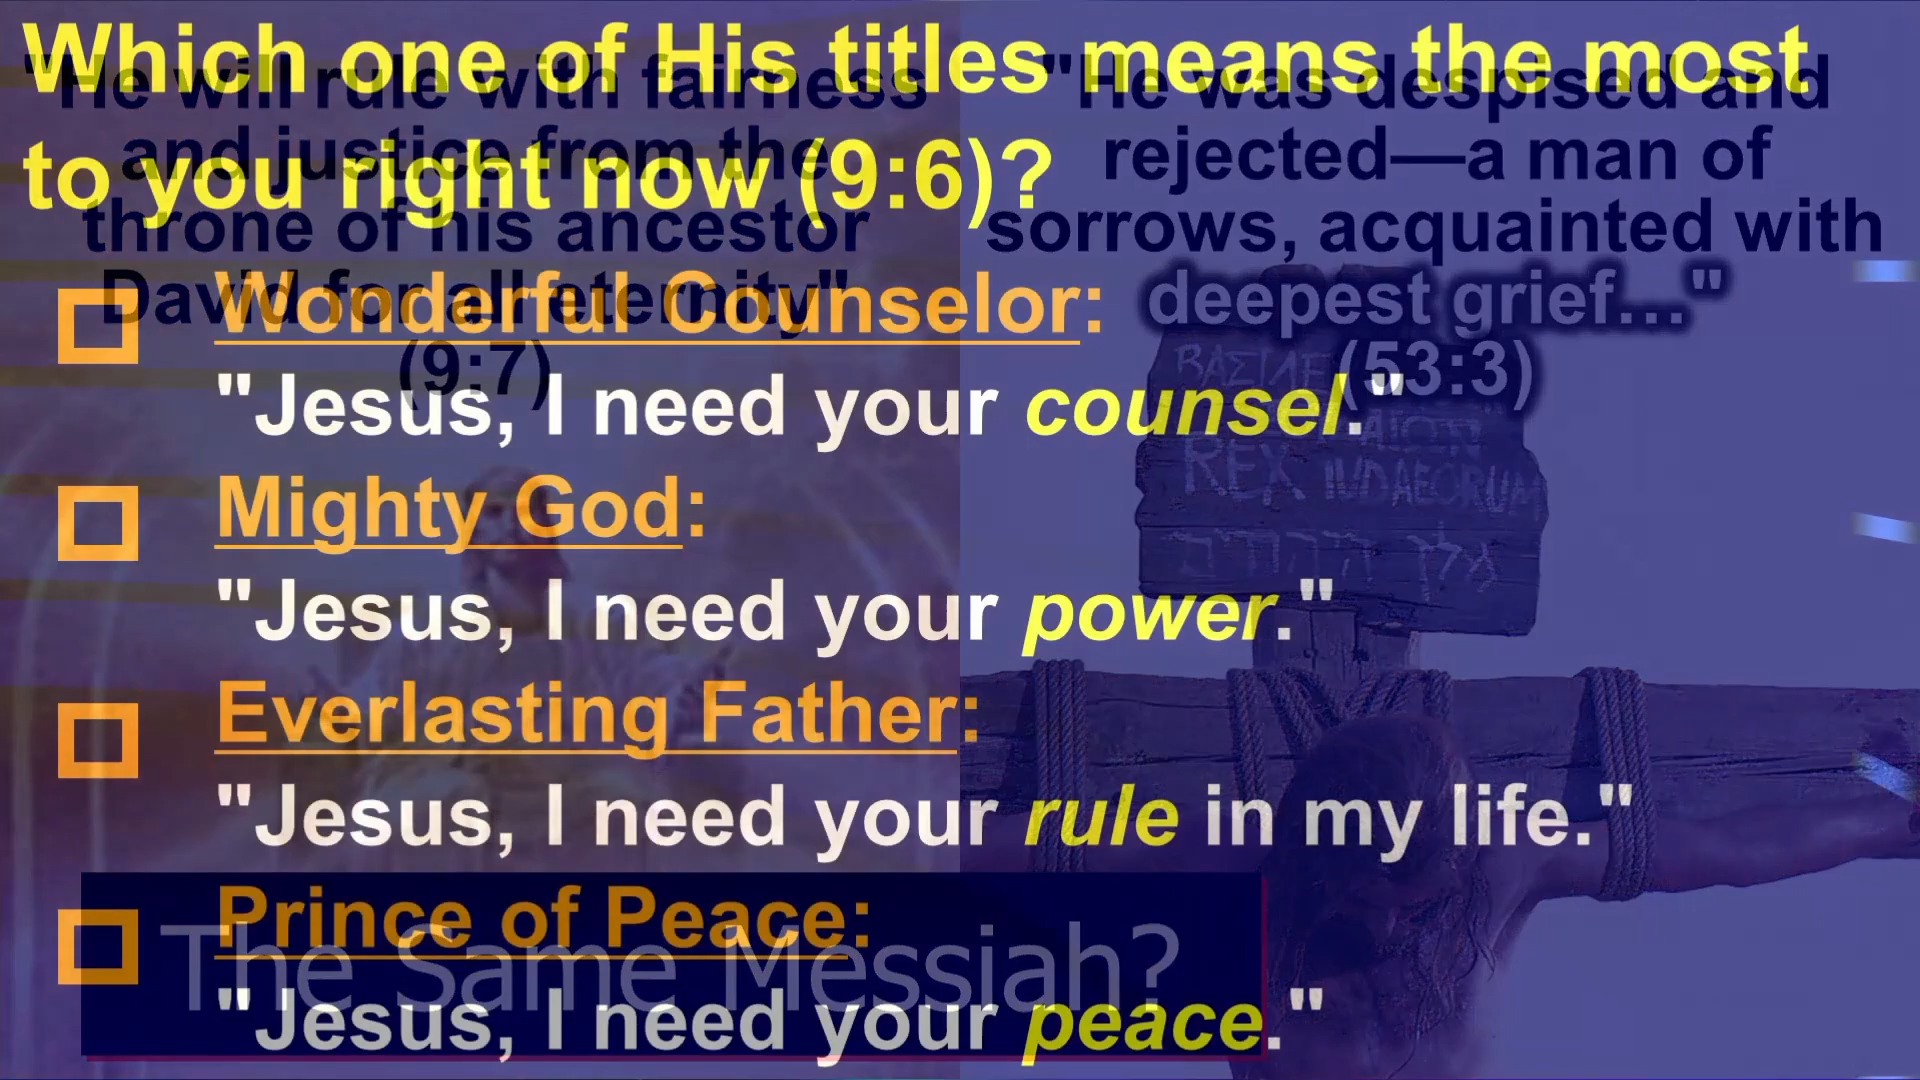 Which one of His titles means the most
to you right now (9:6)?
Wonderful Counselor:
"Jesus, I need your counsel."
Mighty God:
"Jesus, I need your power."
Everlasting Father:
"Jesus, I need your rule in my life."
Prince of Peace:
"Jesus, I need your peace."
"He will rule with fairness
and justice from the
throne of his ancestor
David for all eternity"
(9:7)
"He was despised and
rejected—a man of
sorrows, acquainted with
deepest grief…"
(53:3)
REX IUDAEORUM
The Same Messiah?